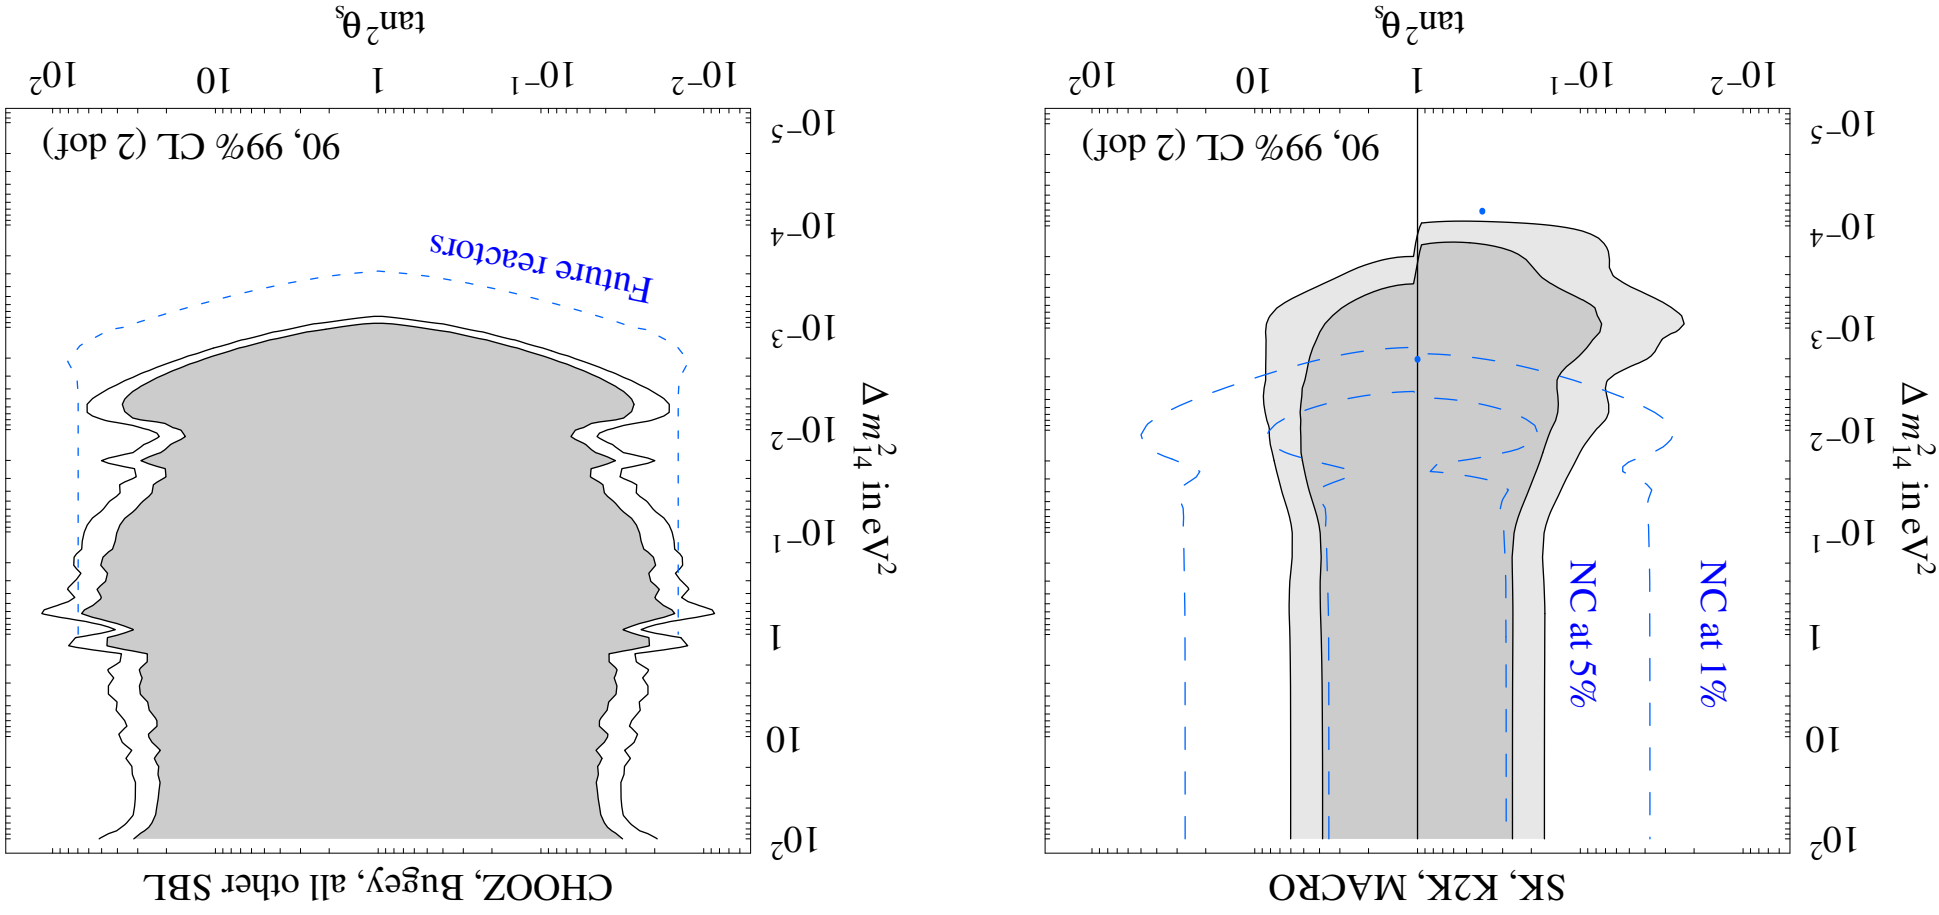 SK, K2K, MACRO
10²
10
1
10⁻¹
10⁻²
10⁻³
10⁻⁴
10⁻⁵
Δm²₁₄ in eV²
NC at 1%
NC at 5%
90, 99% CL (2 dof)
10⁻² 10⁻¹ 1 10 10²
tan²θₛ
CHOOZ, Bugey, all other SBL
10²
10
1
10⁻¹
10⁻²
10⁻³
10⁻⁴
10⁻⁵
Δm²₁₄ in eV²
Future reactors
90, 99% CL (2 dof)
10⁻² 10⁻¹ 1 10 10²
tan²θₛ